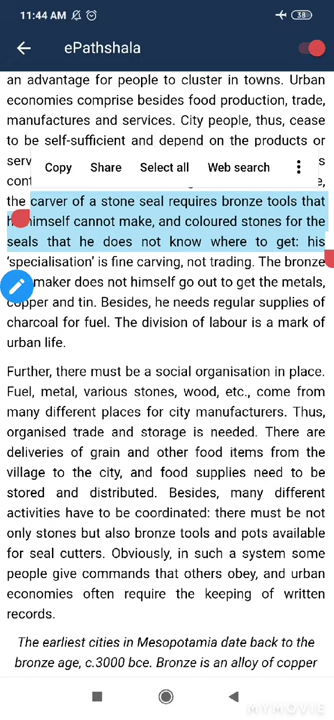 11:44 AM
38
ePathshala
an advantage for people to cluster in towns. Urban
economies comprise besides food production, trade,
manufactures and services. City people, thus, cease
to be self-sufficient and depend on the products or
serv
Copy Share Select all Web search
cont
the carver of a stone seal requires bronze tools that
himself cannot make, and coloured stones for the
seals that he does not know where to get: his
‘specialisation’ is fine carving, not trading. The bronze
maker does not himself go out to get the metals,
copper and tin. Besides, he needs regular supplies of
charcoal for fuel. The division of labour is a mark of
urban life.
Further, there must be a social organisation in place.
Fuel, metal, various stones, wood, etc., come from
many different places for city manufacturers. Thus,
organised trade and storage is needed. There are
deliveries of grain and other food items from the
village to the city, and food supplies need to be
stored and distributed. Besides, many different
activities have to be coordinated: there must be not
only stones but also bronze tools and pots available
for seal cutters. Obviously, in such a system some
people give commands that others obey, and urban
economies often require the keeping of written
records.
The earliest cities in Mesopotamia date back to the
bronze age, c.3000 bce. Bronze is an alloy of copper
MYMOVIE